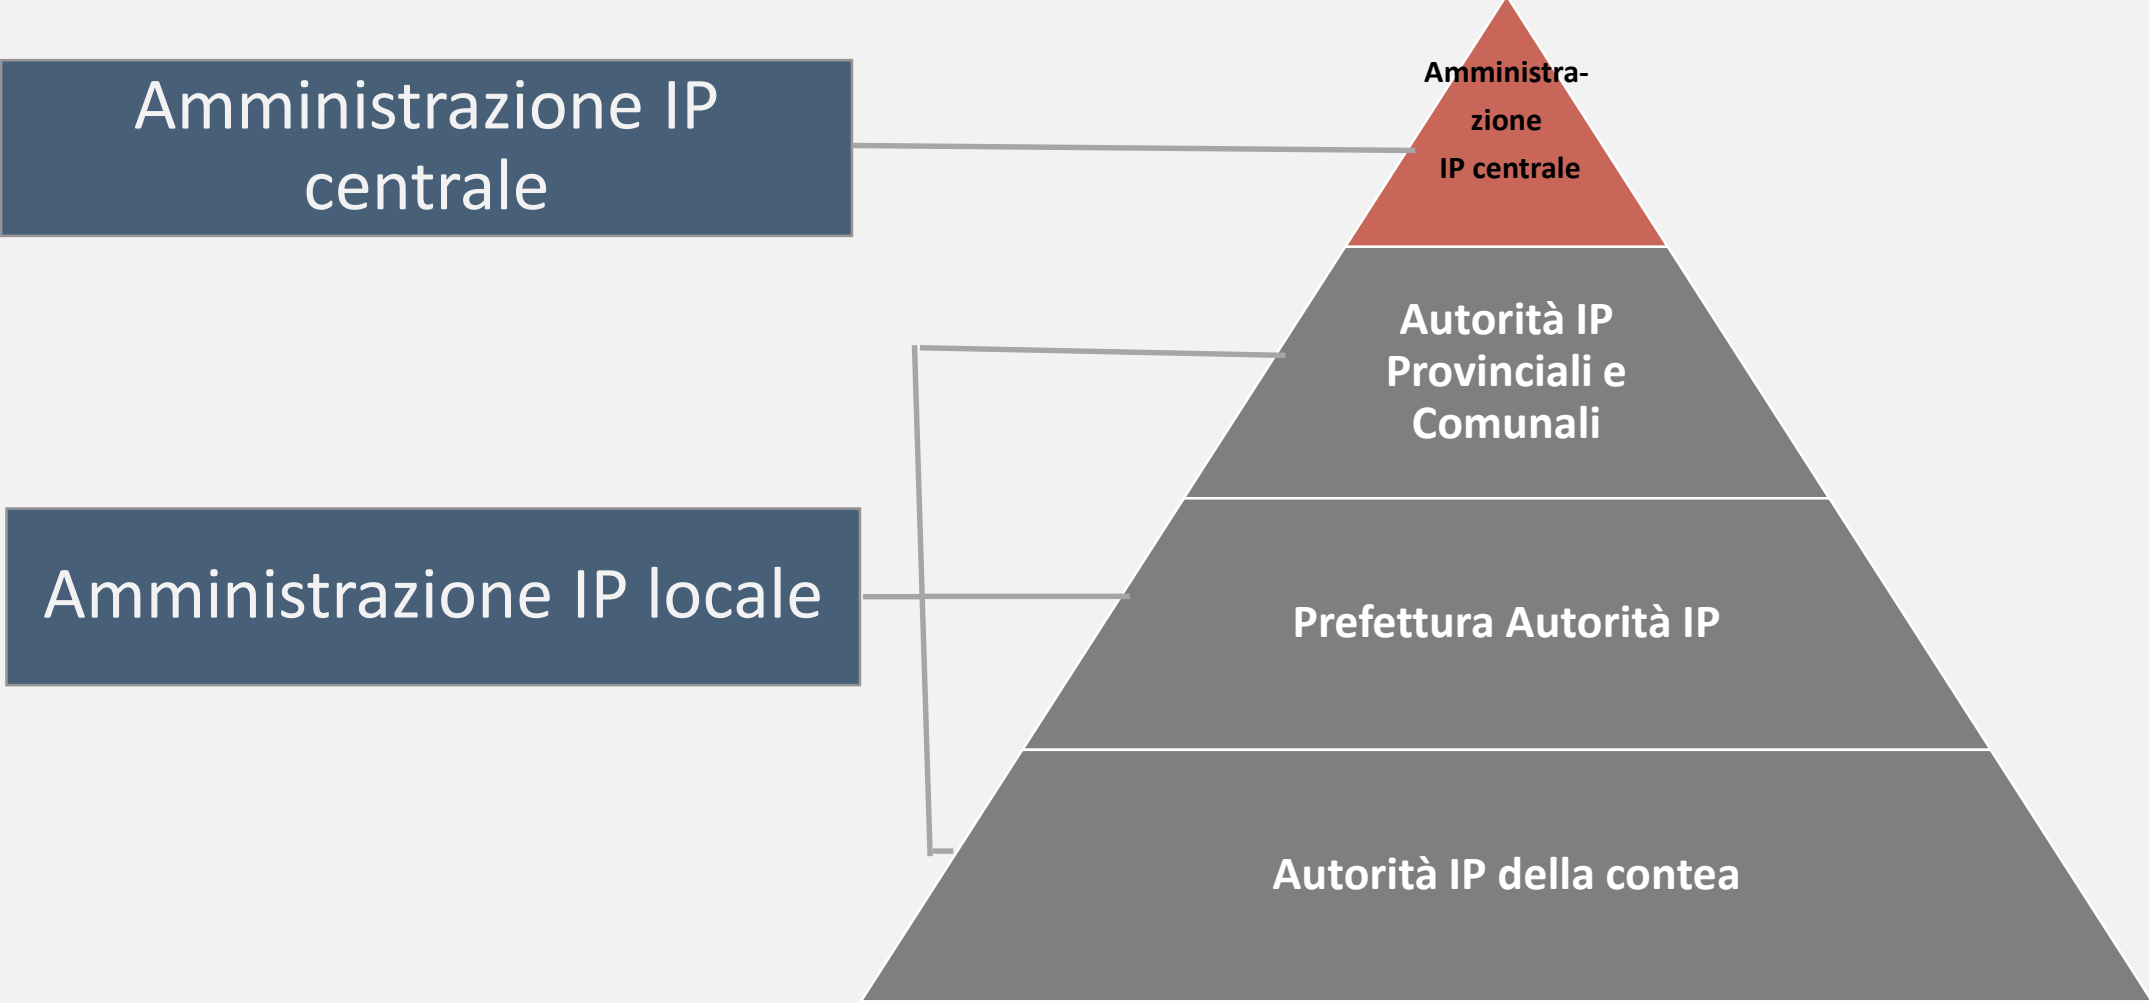 Amministrazione IP
centrale
Amministra-
zione
IP centrale
Autorità IP
Provinciali e
Comunali
Amministrazione IP locale
Prefettura Autorità IP
Autorità IP della contea